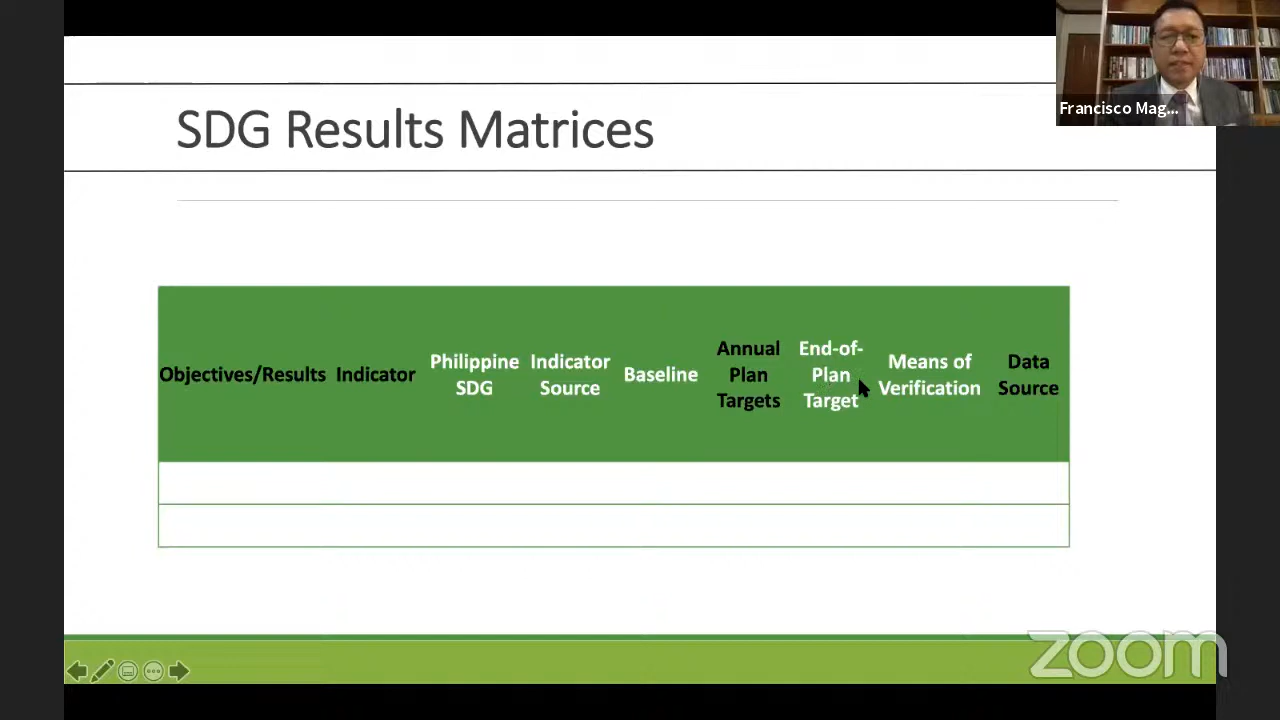 Francisco Mag...
SDG Results Matrices
Objectives/Results
Indicator
Philippine
SDG
Indicator
Source
Baseline
Annual
Plan
Targets
End-of-
Plan
Target
Means of
Verification
Data
Source
zoom